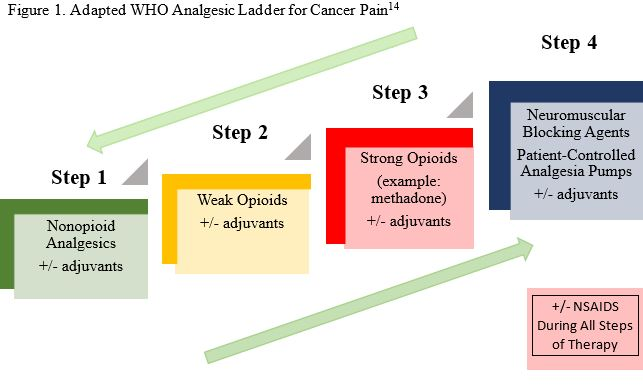 Figure 1. Adapted WHO Analgesic Ladder for Cancer Pain14
Step 1
Nonopioid
Analgesics
+/- adjuvants
Step 2
Weak Opioids
+/- adjuvants
Step 3
Strong Opioids
(example:
methadone)
+/- adjuvants
Step 4
Neuromuscular
Blocking Agents
Patient-Controlled
Analgesia Pumps
+/- adjuvants
+/- NSAIDS
During All Steps
of Therapy